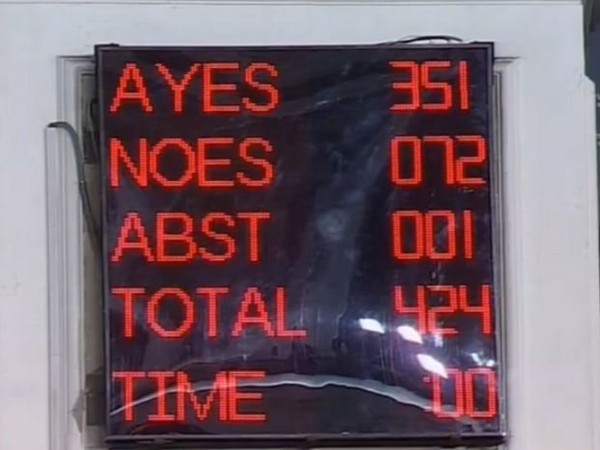 AYES 351
NOES 072
ABST 001
TOTAL 424
TIME :00